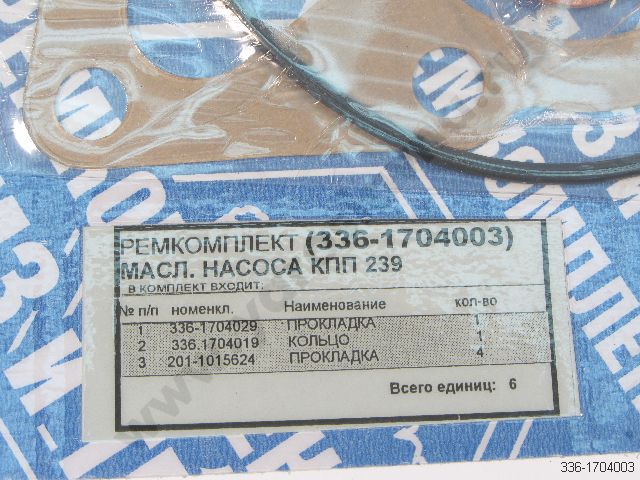 РЕМКОМПЛЕКТ (336-1704003)
МАСЛ. НАСОСА КПП 239
В КОМПЛЕКТ ВХОДИТ:
№ п/п номенкл. Наименование кол-во
1 336-1704029 ПРОКЛАДКА 1
2 336.1704019 КОЛЬЦО 1
3 201-1015624 ПРОКЛАДКА 4
Всего единиц: 6
336-1704003